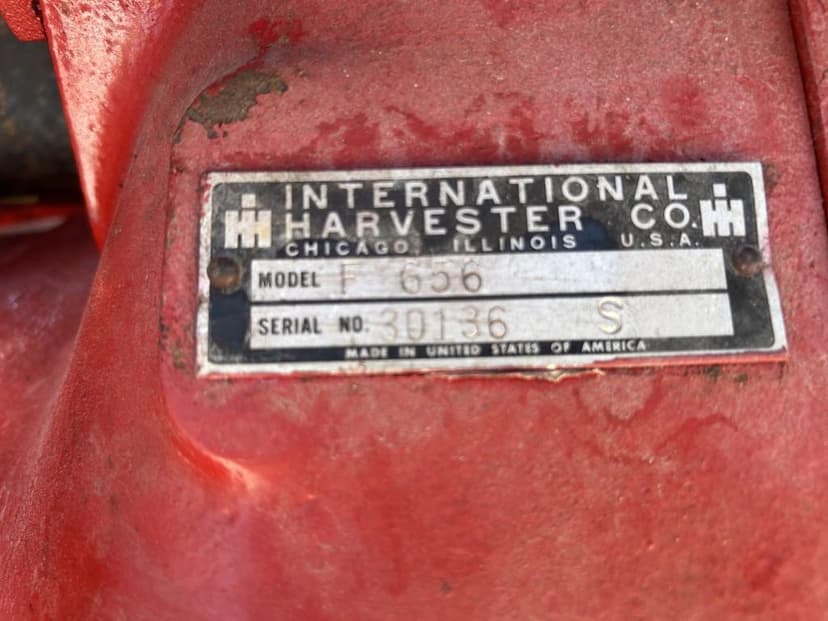 INTERNATIONAL
HARVESTER CO.
CHICAGO, ILLINOIS U.S.A.
MODEL F 656
SERIAL NO. 30136 S
MADE IN UNITED STATES OF AMERICA